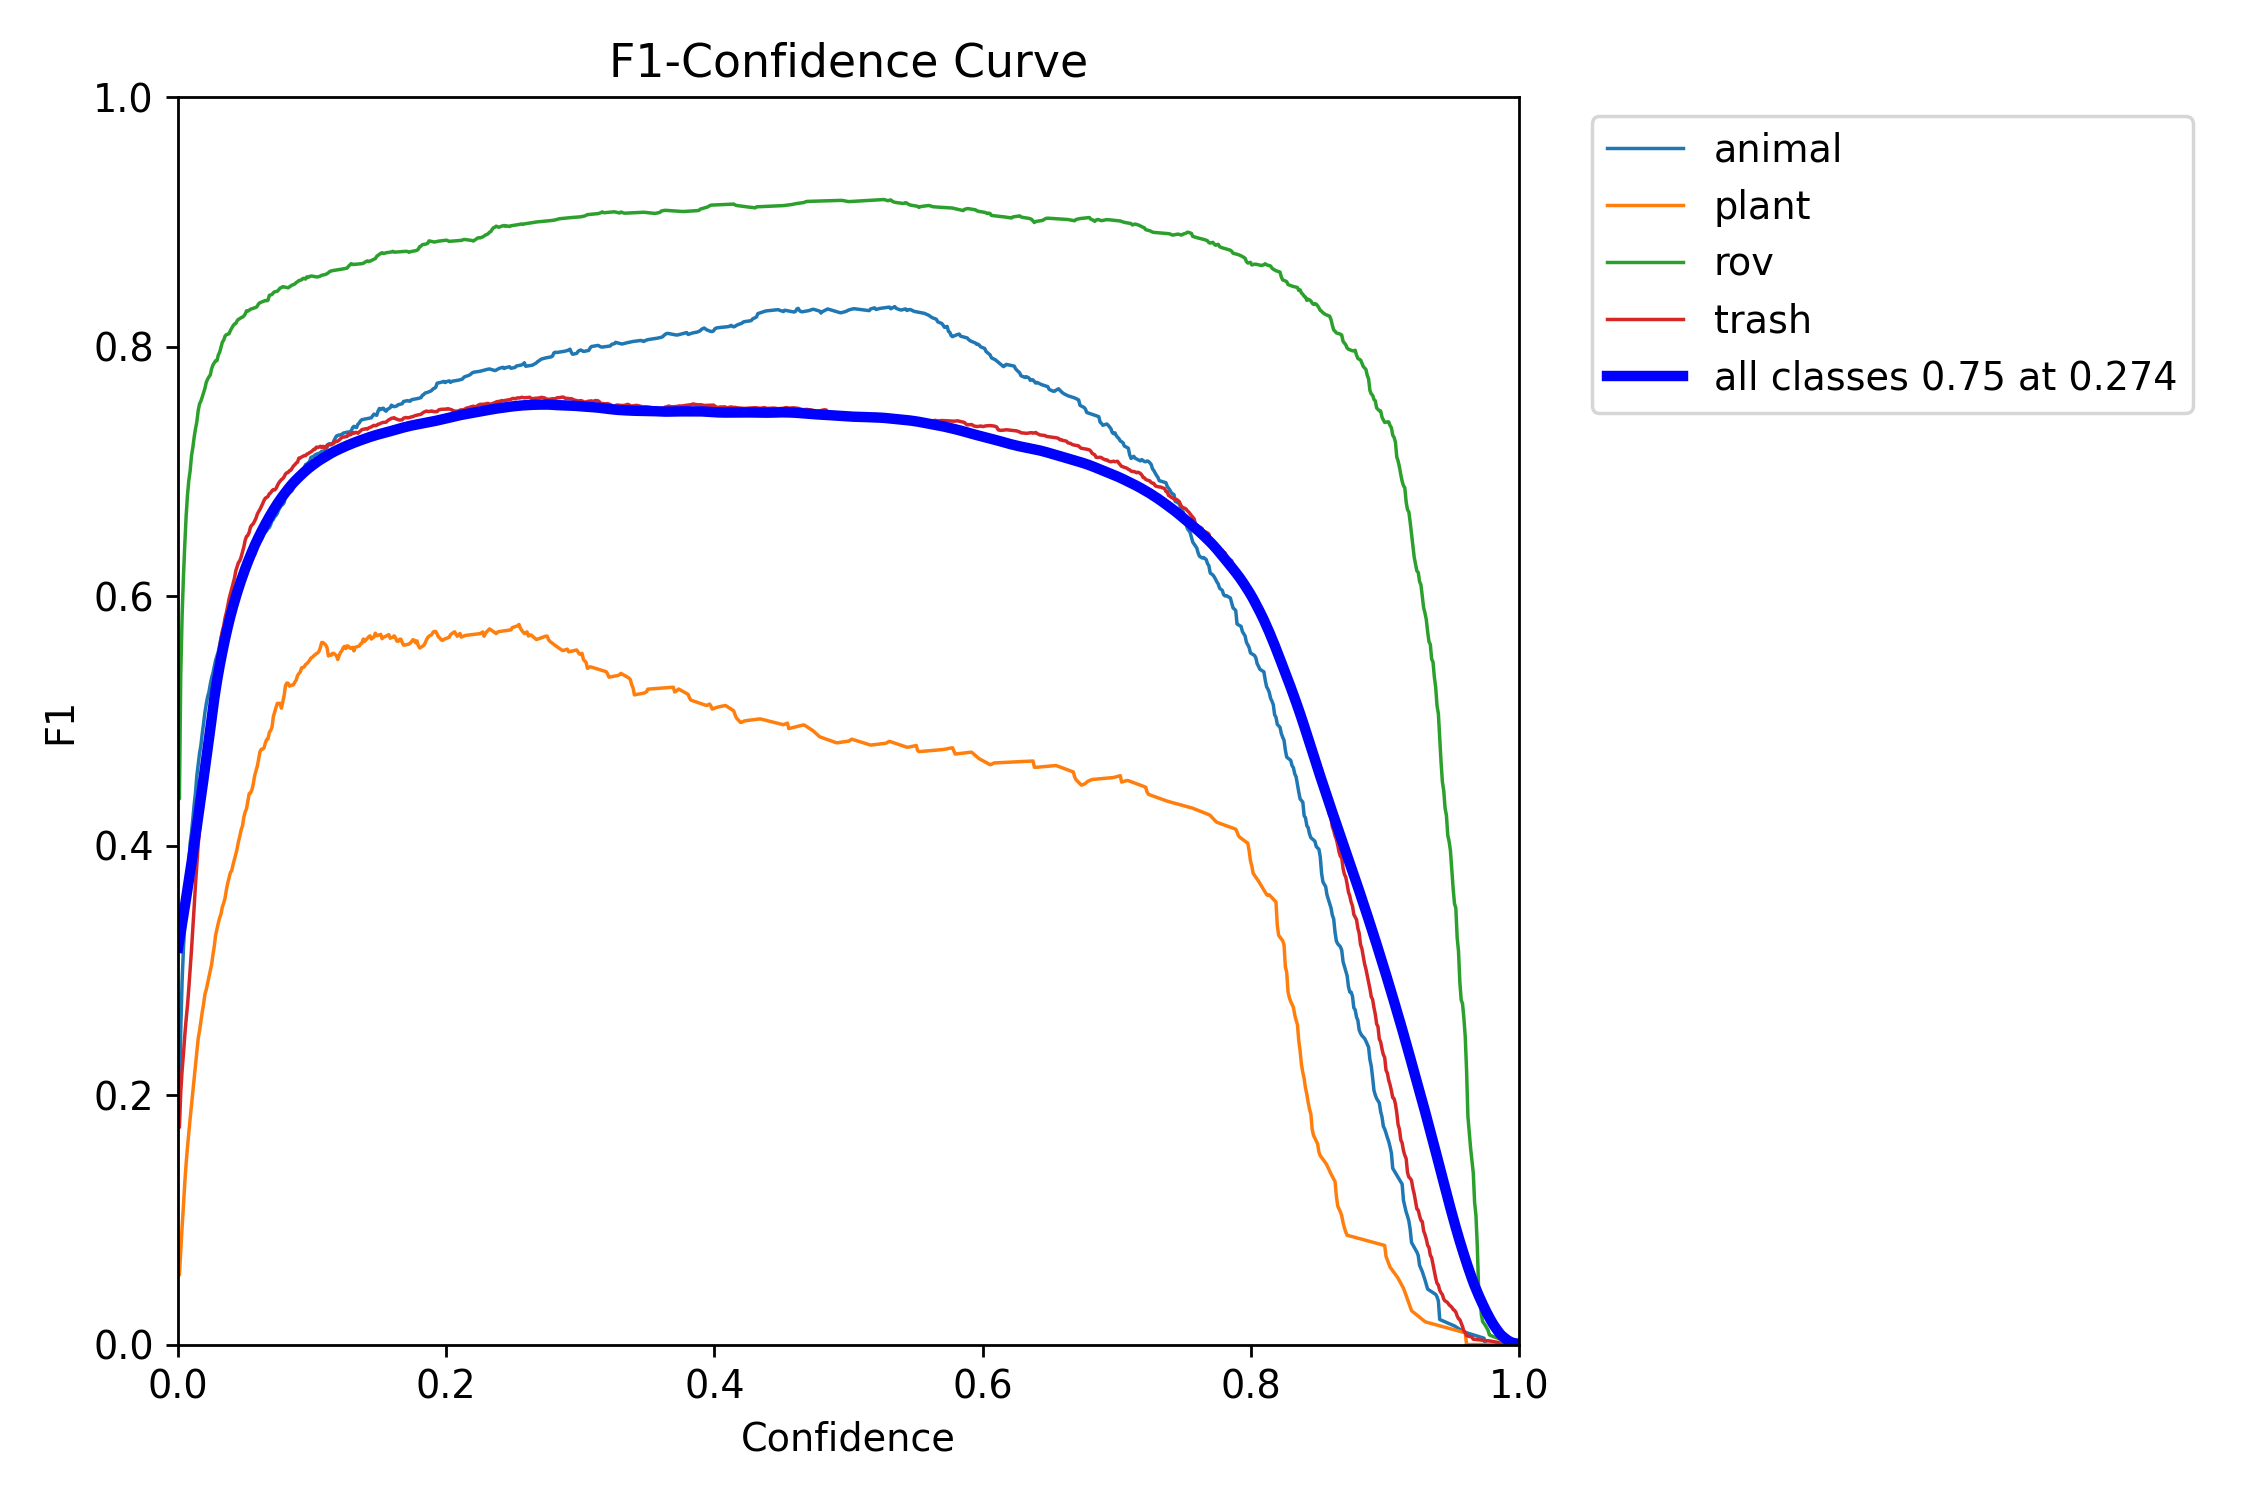 F1-Confidence Curve
1.0
0.8
0.6
0.4
0.2
0.0
F1
0.0 0.2 0.4 0.6 0.8 1.0
Confidence
animal
plant
rov
trash
all classes 0.75 at 0.274